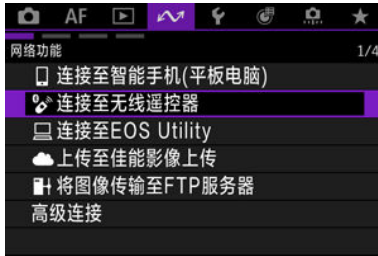 AF
网络功能 1/4
连接至智能手机(平板电脑)
连接至无线遥控器
连接至EOS Utility
上传至佳能影像上传
将图像传输至FTP服务器
高级连接